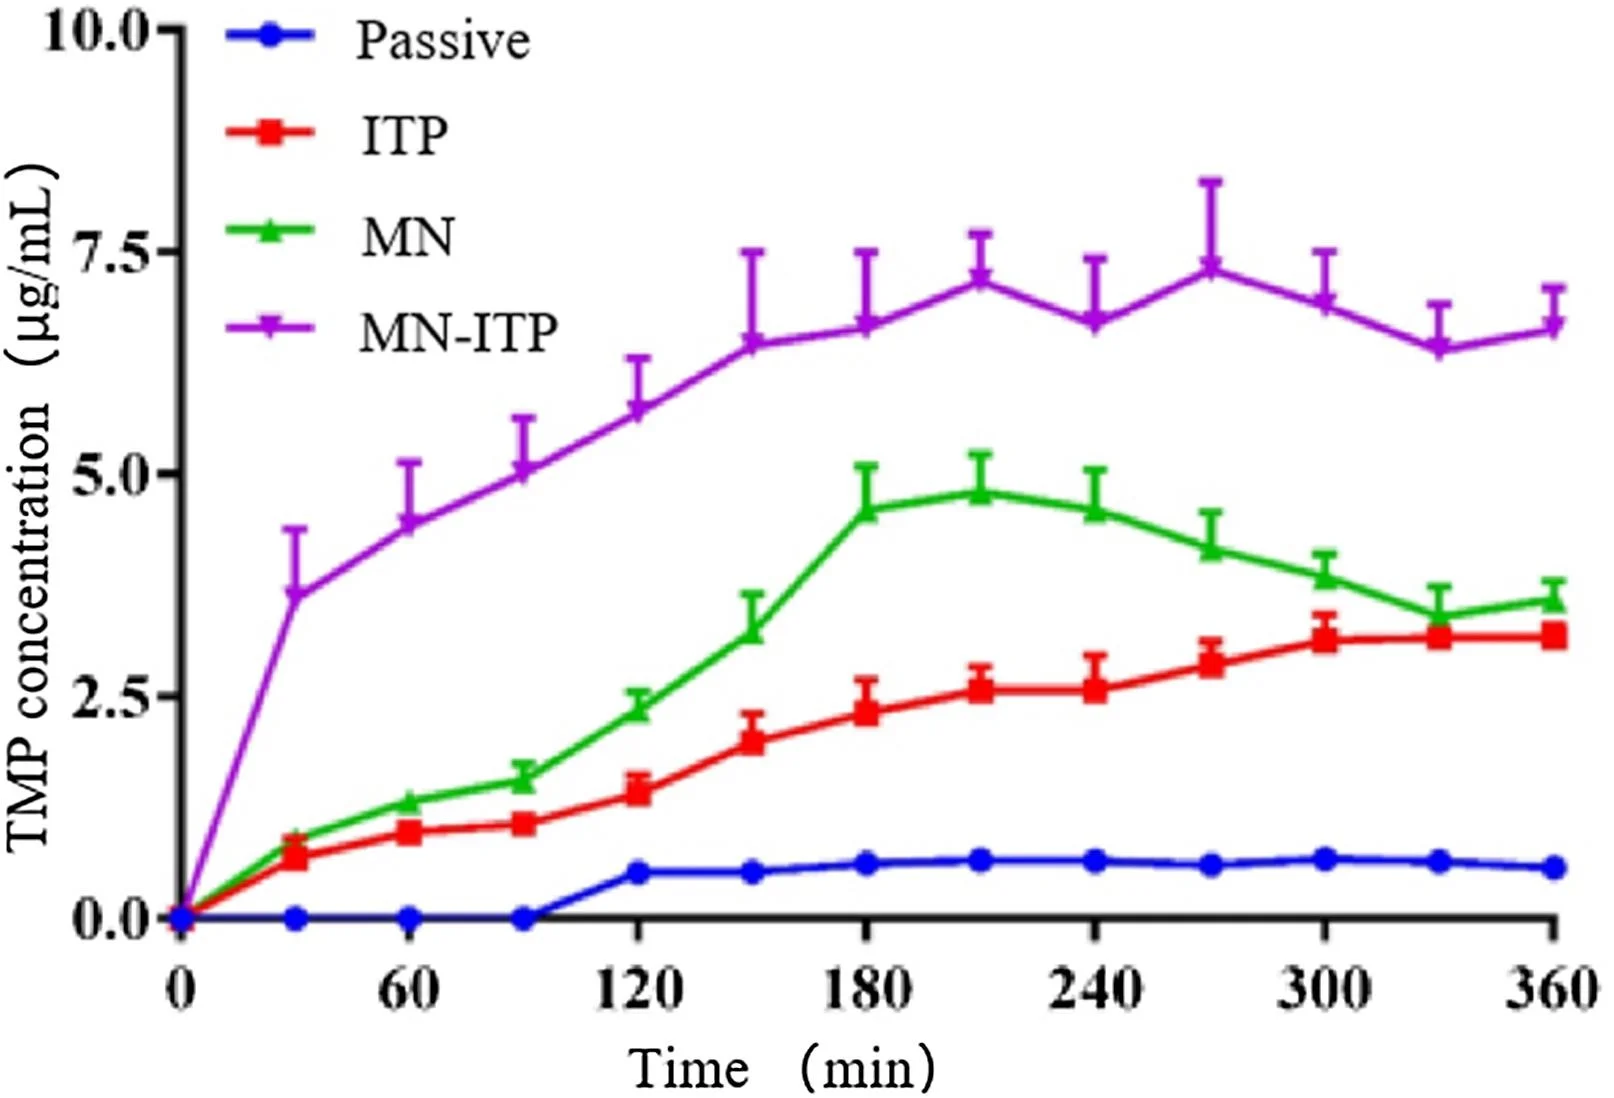 10.0
7.5
5.0
2.5
0.0
TMP concentration (μg/mL)
Passive
ITP
MN
MN-ITP
0 60 120 180 240 300 360
Time (min)